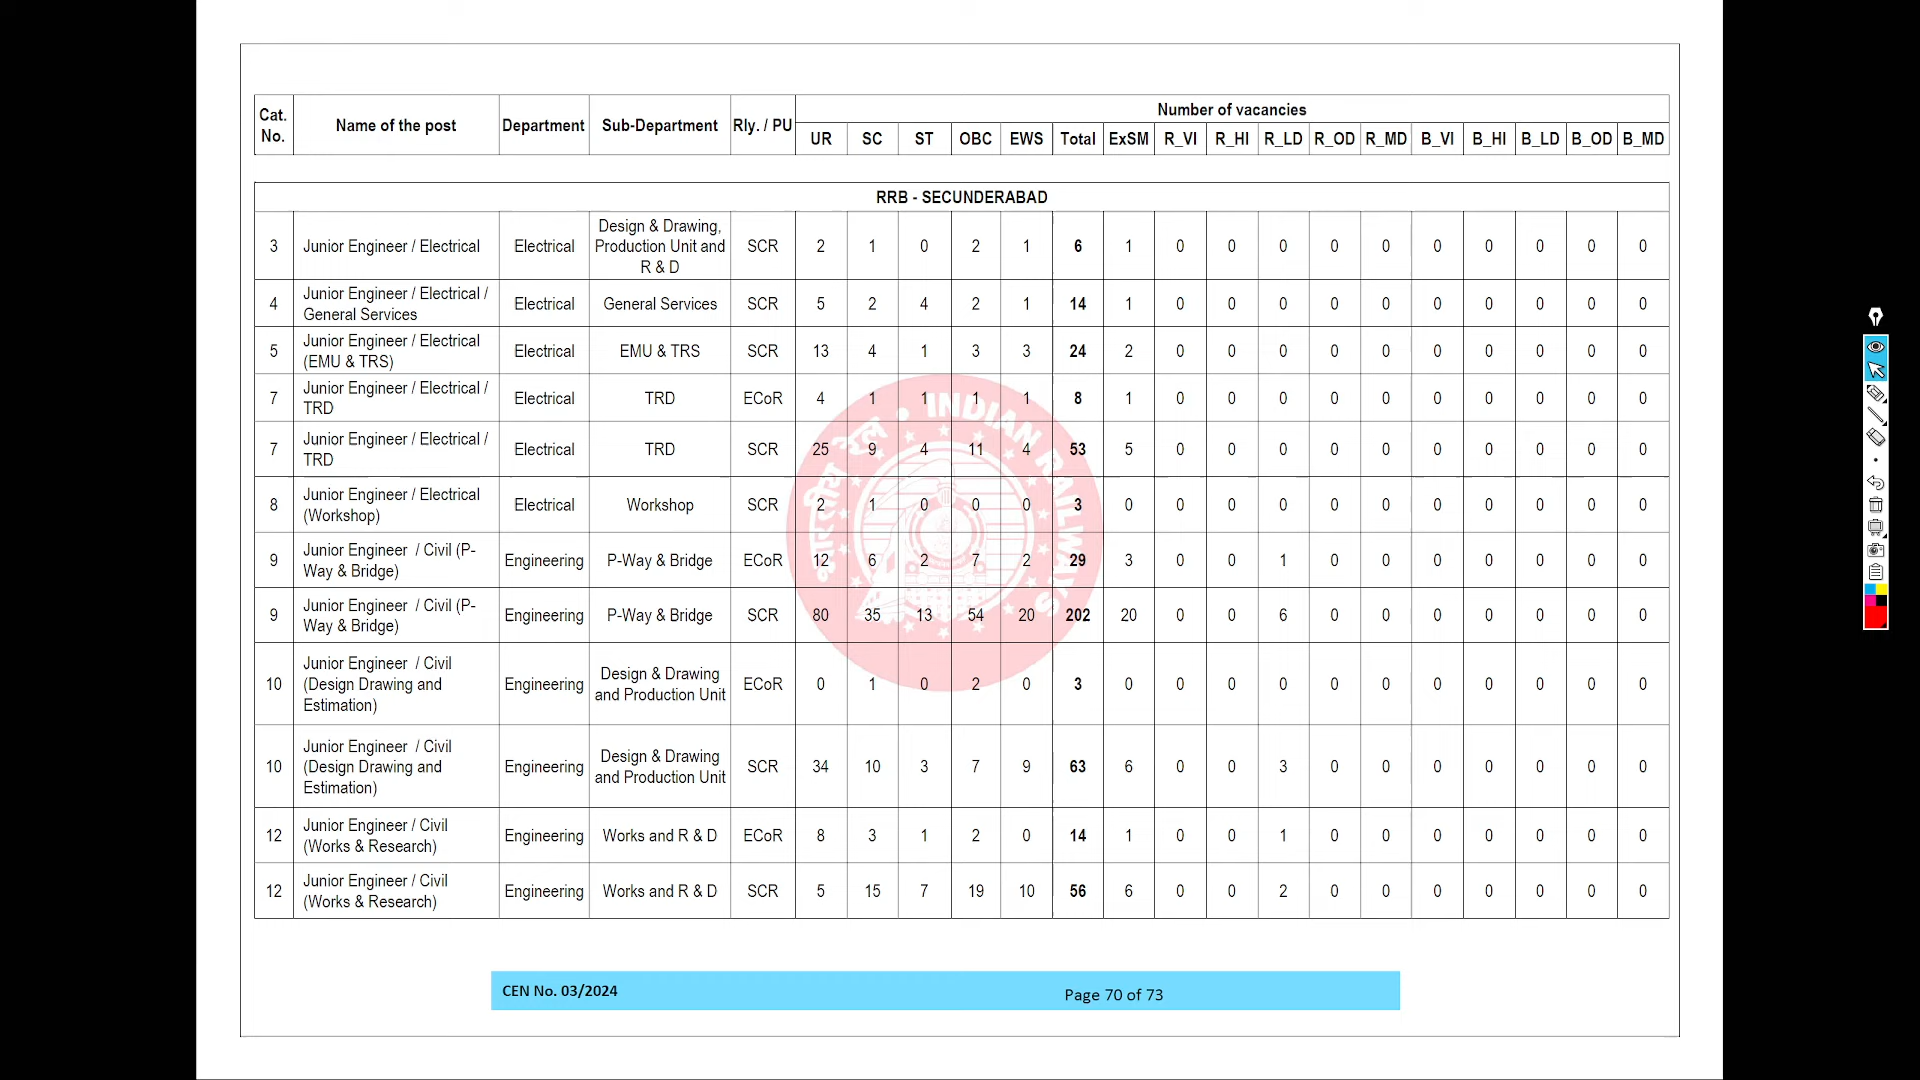 Cat. No. Name of the post Department Sub-Department Rly. / PU Number of vacancies
UR SC ST OBC EWS Total ExSM R_VI R_HI R_LD R_OD R_MD B_VI B_HI B_LD B_OD B_MD
RRB - SECUNDERABAD
3 Junior Engineer / Electrical Electrical Design & Drawing, Production Unit and R & D SCR 2 1 0 2 1 6 1 0 0 0 0 0 0 0 0 0 0
4 Junior Engineer / Electrical / General Services Electrical General Services SCR 5 2 4 2 1 14 1 0 0 0 0 0 0 0 0 0 0
5 Junior Engineer / Electrical (EMU & TRS) Electrical EMU & TRS SCR 13 4 1 3 3 24 2 0 0 0 0 0 0 0 0 0 0
7 Junior Engineer / Electrical / TRD Electrical TRD ECoR 4 1 1 1 1 8 1 0 0 0 0 0 0 0 0 0 0
7 Junior Engineer / Electrical / TRD Electrical TRD SCR 25 9 4 11 4 53 5 0 0 0 0 0 0 0 0 0 0
8 Junior Engineer / Electrical (Workshop) Electrical Workshop SCR 2 1 0 0 0 3 0 0 0 0 0 0 0 0 0 0 0
9 Junior Engineer / Civil (P-Way & Bridge) Engineering P-Way & Bridge ECoR 12 6 2 7 2 29 3 0 0 1 0 0 0 0 0 0 0
9 Junior Engineer / Civil (P-Way & Bridge) Engineering P-Way & Bridge SCR 80 35 13 54 20 202 20 0 0 6 0 0 0 0 0 0 0
10 Junior Engineer / Civil (Design Drawing and Estimation) Engineering Design & Drawing and Production Unit ECoR 0 1 0 2 0 3 0 0 0 0 0 0 0 0 0 0 0
10 Junior Engineer / Civil (Design Drawing and Estimation) Engineering Design & Drawing and Production Unit SCR 34 10 3 7 9 63 6 0 0 3 0 0 0 0 0 0 0
12 Junior Engineer / Civil (Works & Research) Engineering Works and R & D ECoR 8 3 1 2 0 14 1 0 0 1 0 0 0 0 0 0 0
12 Junior Engineer / Civil (Works & Research) Engineering Works and R & D SCR 5 15 7 19 10 56 6 0 0 2 0 0 0 0 0 0 0
भारतीय रेल • INDIAN RAILWAYS
CEN No. 03/2024 Page 70 of 73